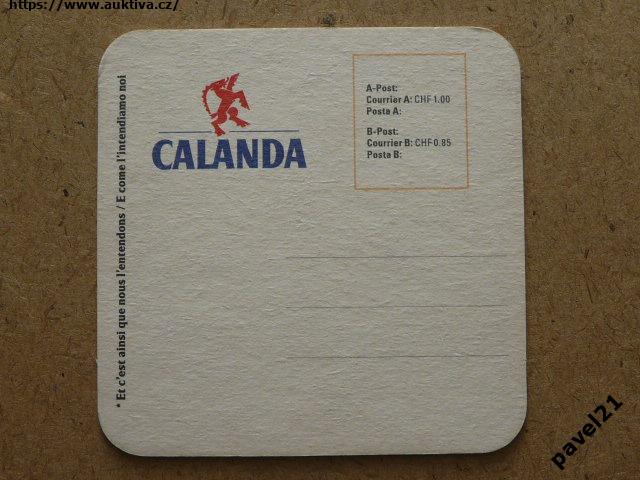 https://www.auktiva.cz/
CALANDA
A-Post:
Courrier A: CHF 1.00
Posta A:
B-Post:
Courrier B: CHF 0.85
Posta B:
* Et c'est ainsi que nous l'entendons / E come l'intendiamo noi
pavel21